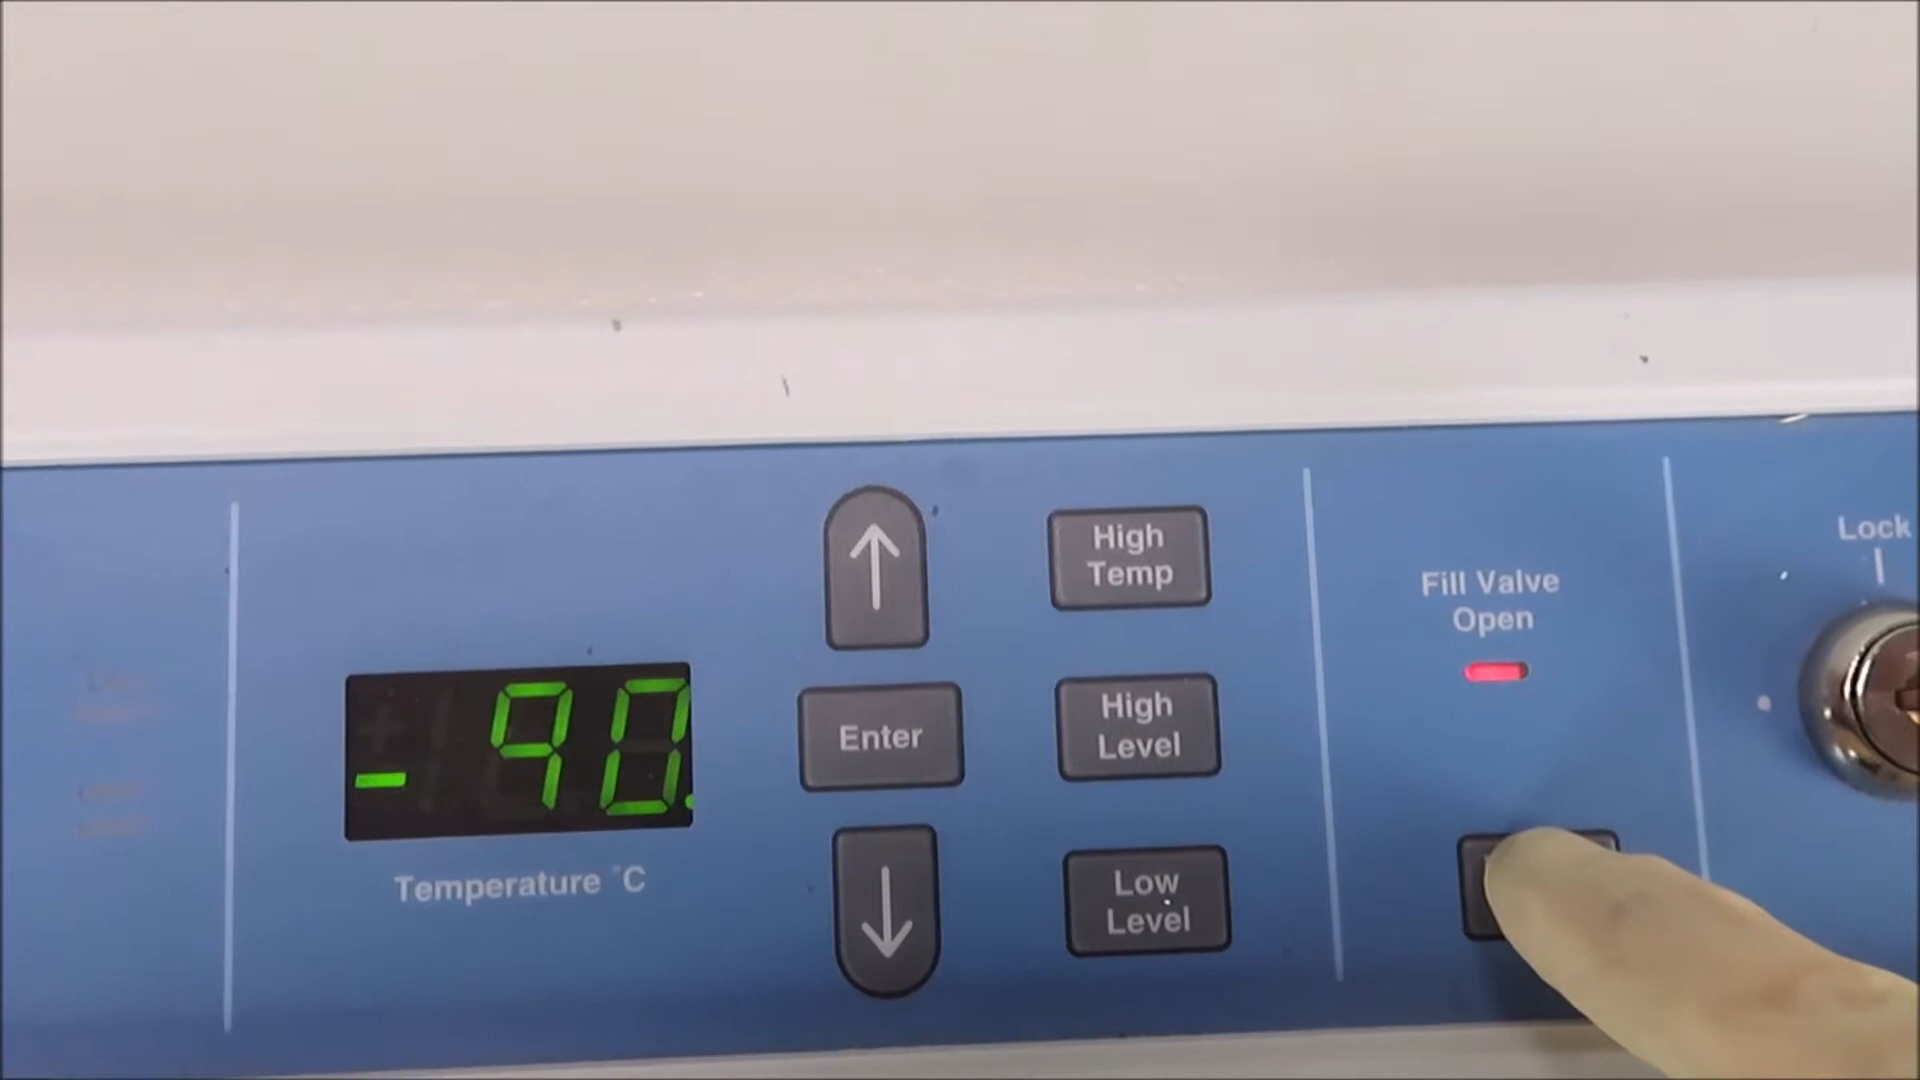 -90.
Temperature °C
Enter
High
Temp
High
Level
Low
Level
Fill Valve
Open
Lock